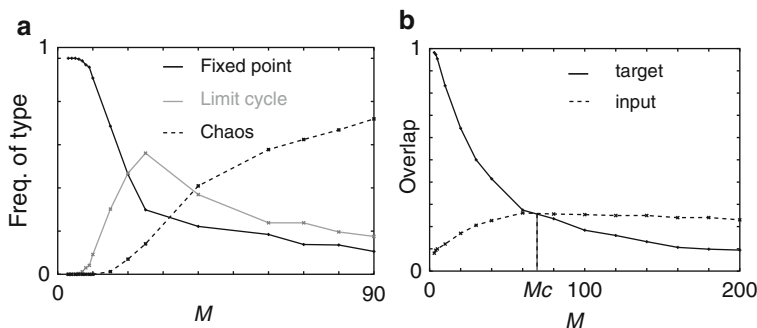 a
1
Freq. of type
0
Fixed point
Limit cycle
Chaos
0
M
90
b
1
Overlap
0
target
input
0
Mc
100
200
M